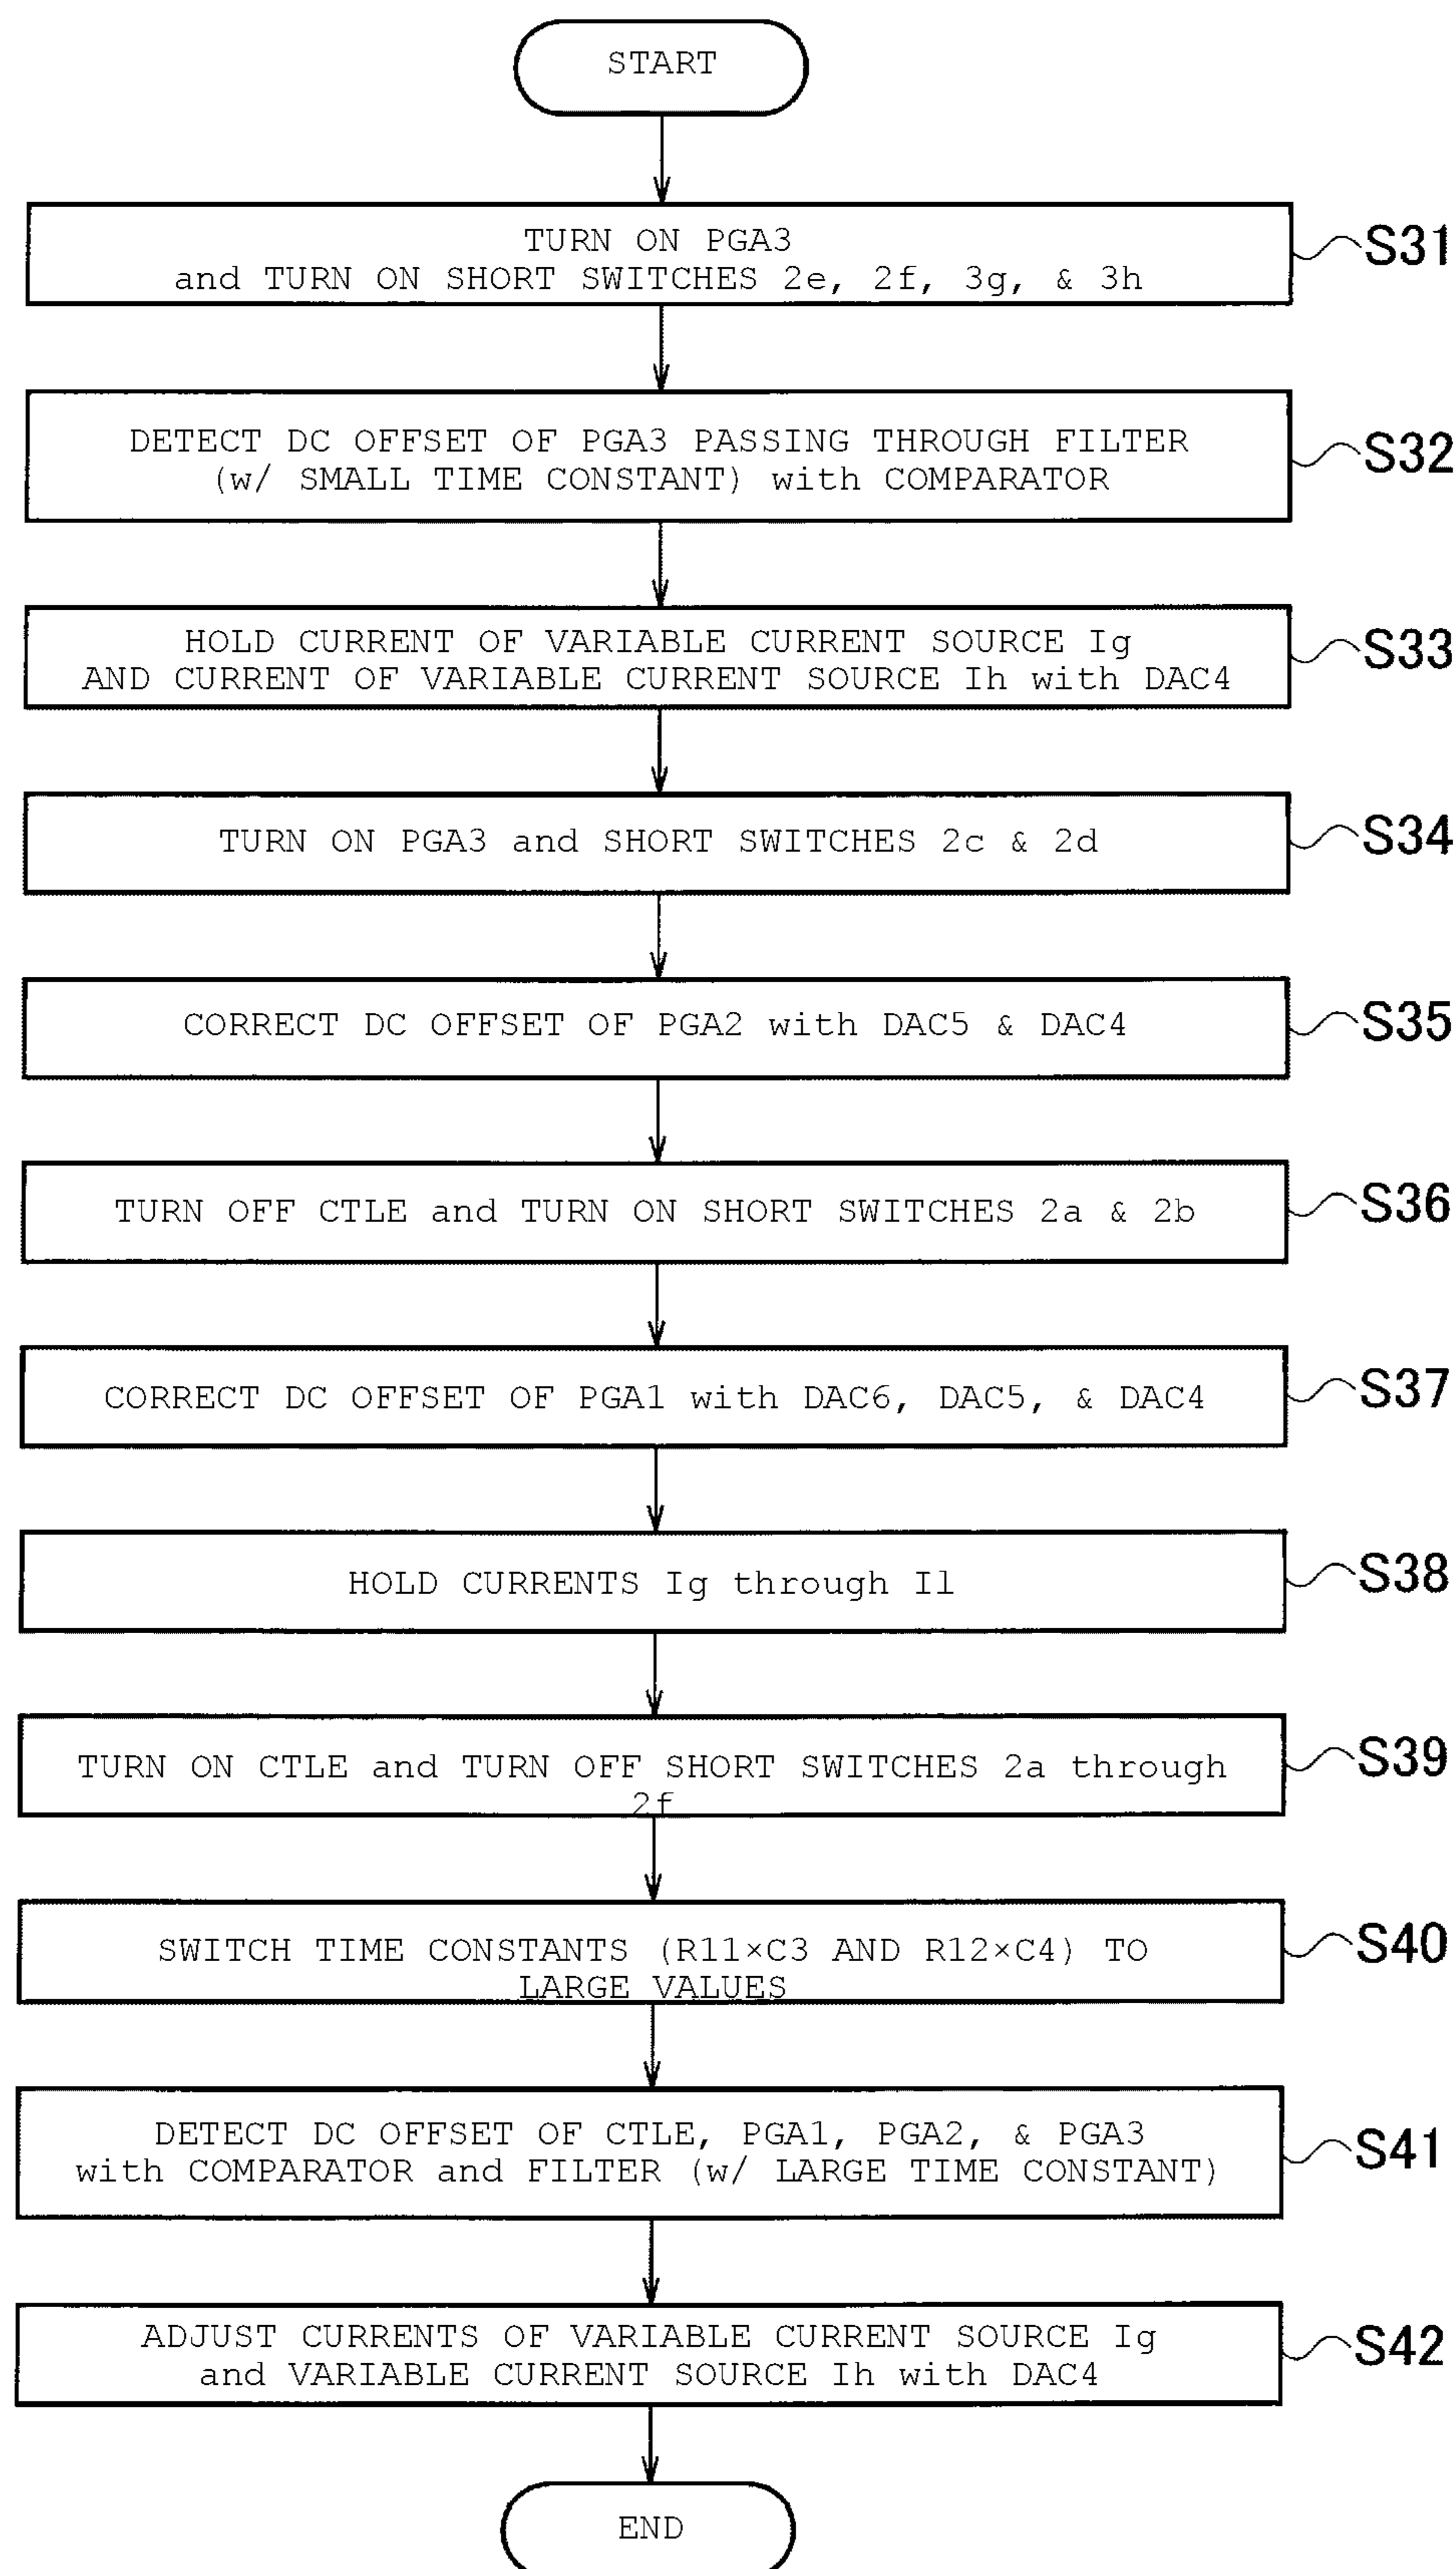 START
TURN ON PGA3
and TURN ON SHORT SWITCHES 2e, 2f, 3g, & 3h
S31
DETECT DC OFFSET OF PGA3 PASSING THROUGH FILTER
(w/ SMALL TIME CONSTANT) with COMPARATOR
S32
HOLD CURRENT OF VARIABLE CURRENT SOURCE Ig
AND CURRENT OF VARIABLE CURRENT SOURCE Ih with DAC4
S33
TURN ON PGA3 and SHORT SWITCHES 2c & 2d
S34
CORRECT DC OFFSET OF PGA2 with DAC5 & DAC4
S35
TURN OFF CTLE and TURN ON SHORT SWITCHES 2a & 2b
S36
CORRECT DC OFFSET OF PGA1 with DAC6, DAC5, & DAC4
S37
HOLD CURRENTS Ig through Il
S38
TURN ON CTLE and TURN OFF SHORT SWITCHES 2a through
2f
S39
SWITCH TIME CONSTANTS (R11×C3 AND R12×C4) TO
LARGE VALUES
S40
DETECT DC OFFSET OF CTLE, PGA1, PGA2, & PGA3
with COMPARATOR and FILTER (w/ LARGE TIME CONSTANT)
S41
ADJUST CURRENTS OF VARIABLE CURRENT SOURCE Ig
and VARIABLE CURRENT SOURCE Ih with DAC4
S42
END